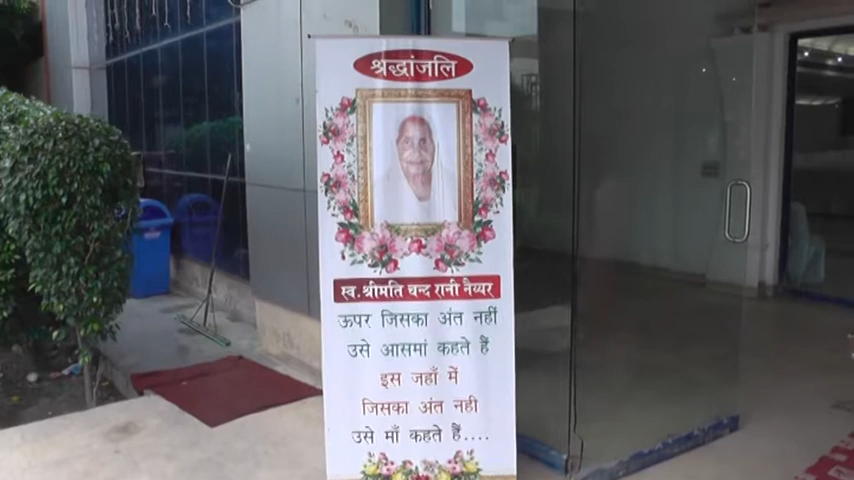 श्रद्धांजलि
स्व. श्रीमति चन्द रानी नैय्यर
ऊपर जिसका अंत नहीं
उसे आसमां कहते हैं
इस जहाँ में
जिसका अंत नही
उसे माँ कहते हैं....